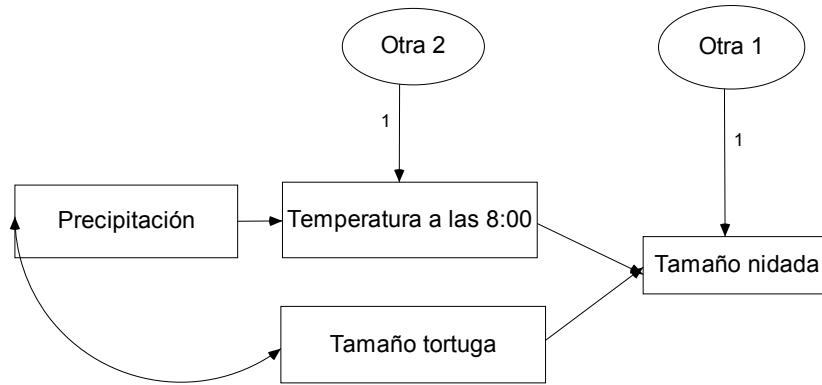 Otra 2
Otra 1
1
1
Precipitación
Temperatura a las 8:00
Tamaño nidada
Tamaño tortuga